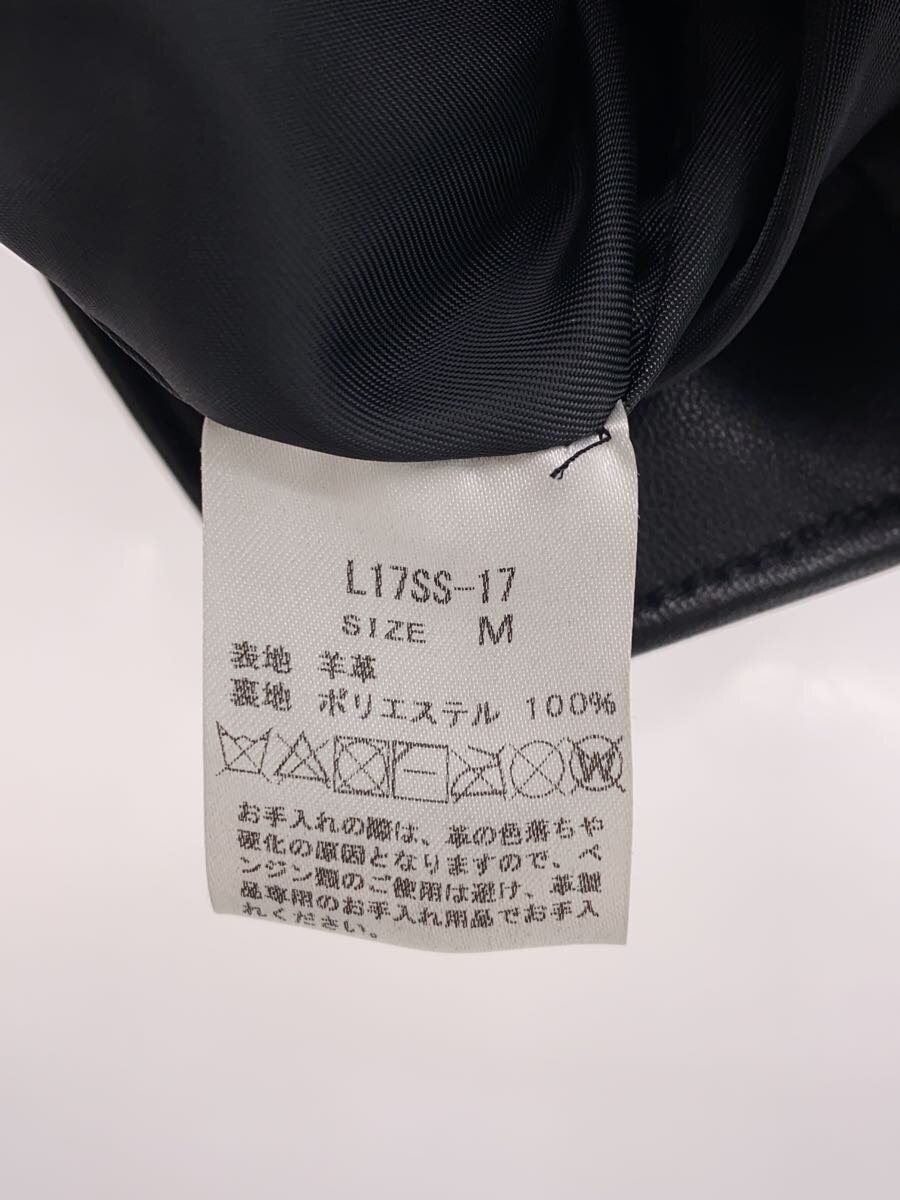 L17SS-17
SIZE M
表地 羊革
裏地 ポリエステル 100%
W
お手入れの際は、革の色落ちや
硬化の原因となりますので、ベ
ンジン類のご使用は避け、革製
品専用のお手入れ用品でお手入
れください。